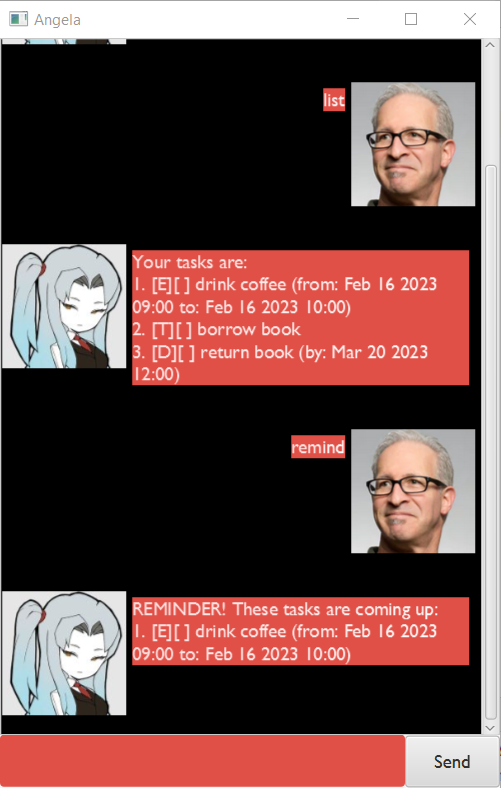 Angela
list
Your tasks are:
1. [E][ ] drink coffee (from: Feb 16 2023
09:00 to: Feb 16 2023 10:00)
2. [T][ ] borrow book
3. [D][ ] return book (by: Mar 20 2023
12:00)
remind
REMINDER! These tasks are coming up:
1. [E][ ] drink coffee (from: Feb 16 2023
09:00 to: Feb 16 2023 10:00)
Send